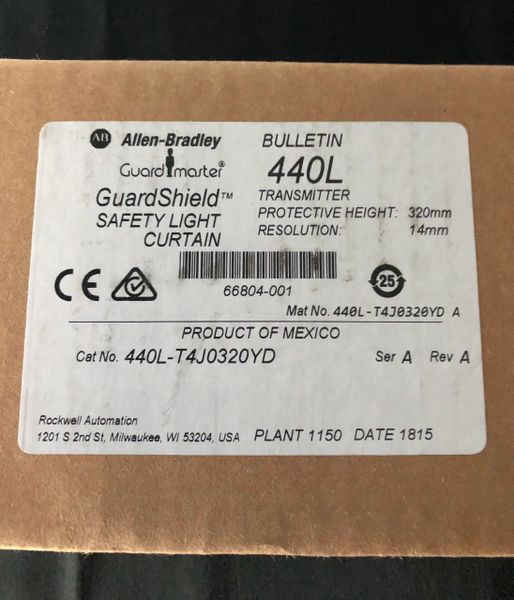 AB Allen-Bradley
Guardmaster®
GuardShield™
SAFETY LIGHT
CURTAIN
BULLETIN
440L
TRANSMITTER
PROTECTIVE HEIGHT: 320mm
RESOLUTION: 14mm
CE
66804-001
25
Mat No. 440L-T4J0320YD A
PRODUCT OF MEXICO
Cat No. 440L-T4J0320YD Ser A Rev A
Rockwell Automation
1201 S 2nd St, Milwaukee, WI 53204, USA PLANT 1150 DATE 1815